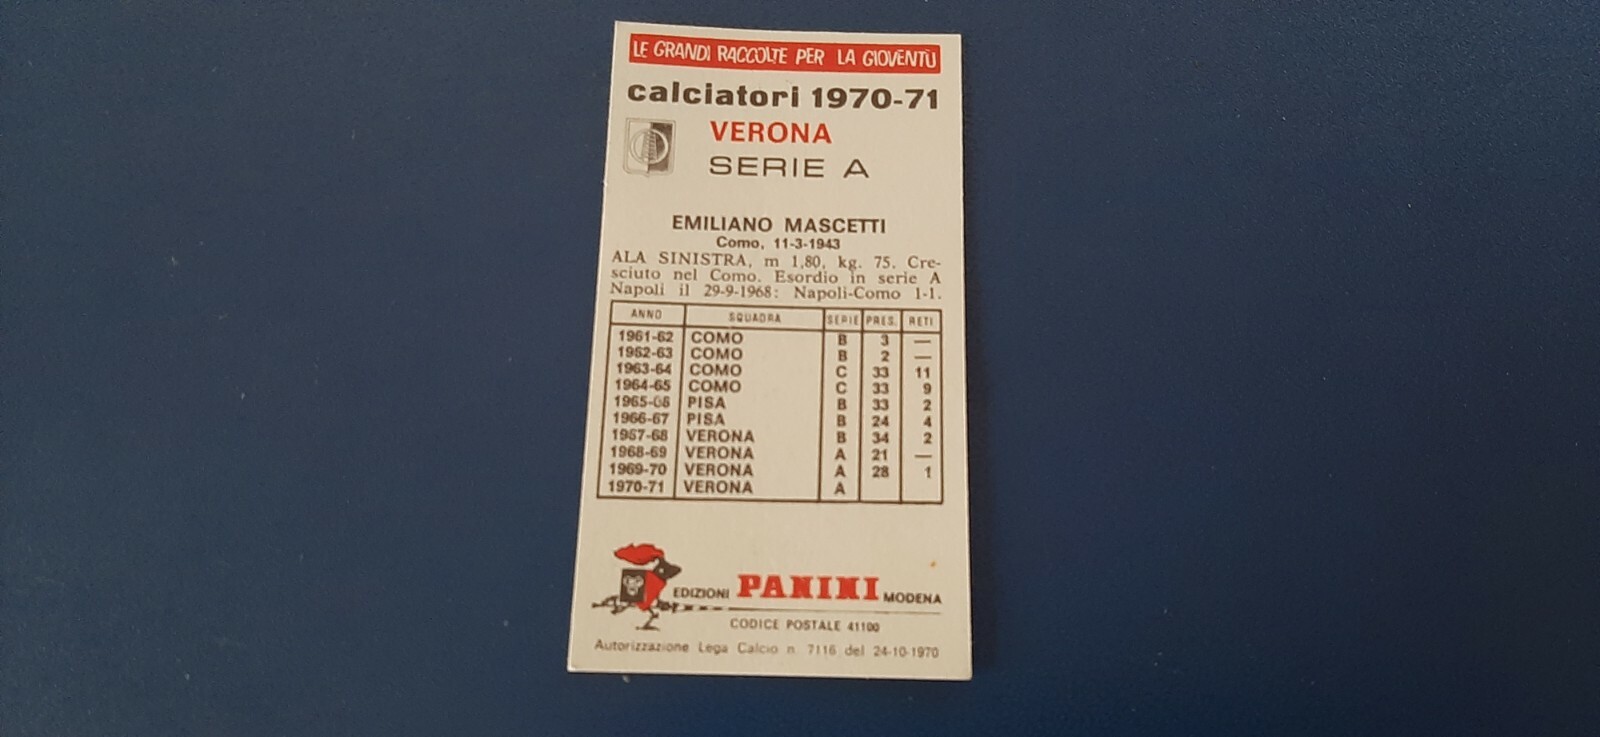 LE GRANDI RACCOLTE PER LA GIOVENTÙ
calciatori 1970-71
VERONA
SERIE A
EMILIANO MASCETTI
Como, 11-3-1943
ALA SINISTRA, m 1,80, kg. 75. Cre-
sciuto nel Como. Esordio in serie A
Napoli il 29-9-1968: Napoli-Como 1-1.
ANNO SQUADRA SERIE PRES. RETI
1961-62 COMO B 3 —
1962-63 COMO B 2 —
1963-64 COMO C 33 11
1964-65 COMO C 33 9
1965-66 PISA B 33 2
1966-67 PISA B 24 4
1967-68 VERONA B 34 2
1968-69 VERONA A 21 —
1969-70 VERONA A 28 1
1970-71 VERONA A
EDIZIONI PANINI MODENA
CODICE POSTALE 41100
Autorizzazione Lega Calcio n. 7116 del 24-10-1970